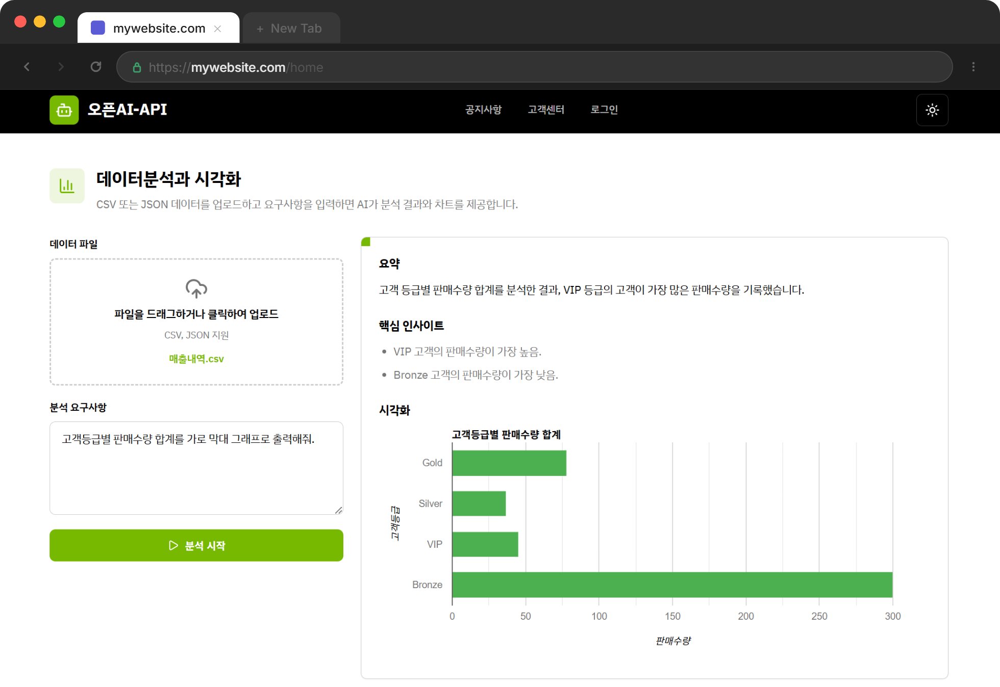 mywebsite.com
+ New Tab
https://mywebsite.com/home
오픈AI-API
공지사항
고객센터
로그인
데이터분석과 시각화
CSV 또는 JSON 데이터를 업로드하고 요구사항을 입력하면 AI가 분석 결과와 차트를 제공합니다.
데이터 파일
파일을 드래그하거나 클릭하여 업로드
CSV, JSON 지원
매출내역.csv
분석 요구사항
고객등급별 판매수량 합계를 가로 막대 그래프로 출력해줘.
분석 시작
요약
고객 등급별 판매수량 합계를 분석한 결과, VIP 등급의 고객이 가장 많은 판매수량을 기록했습니다.
핵심 인사이트
• VIP 고객의 판매수량이 가장 높음.
• Bronze 고객의 판매수량이 가장 낮음.
시각화
고객등급별 판매수량 합계
고객등급
Gold
Silver
VIP
Bronze
0 50 100 150 200 250 300
판매수량